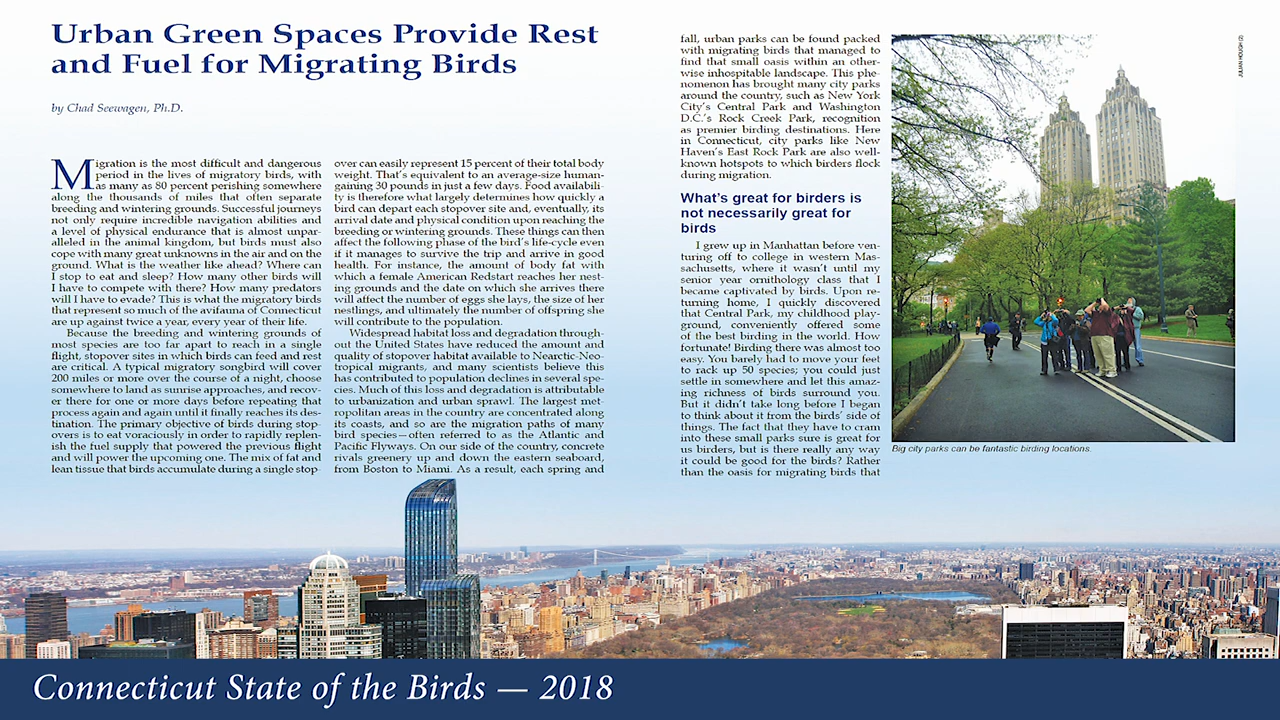 Urban Green Spaces Provide Rest
and Fuel for Migrating Birds
by Chad Seewagen, Ph.D.
Migration is the most difficult and dangerous
period in the lives of migratory birds, with
as many as 80 percent perishing somewhere
along the thousands of miles that often separate
breeding and wintering grounds. Successful journeys
not only require incredible navigation abilities and
a level of physical endurance that is almost unpar-
alleled in the animal kingdom, but birds must also
cope with many great unknowns in the air and on the
ground. What is the weather like ahead? Where can
I stop to eat and sleep? How many other birds will
I have to compete with there? How many predators
will I have to evade? This is what the migratory birds
that represent so much of the avifauna of Connecticut
are up against twice a year, every year of their life.
Because the breeding and wintering grounds of
most species are too far apart to reach in a single
flight, stopover sites in which birds can feed and rest
are critical. A typical migratory songbird will cover
200 miles or more over the course of a night, choose
somewhere to land as sunrise approaches, and recov-
er there for one or more days before repeating that
process again and again until it finally reaches its des-
tination. The primary objective of birds during stop-
overs is to eat voraciously in order to rapidly replen-
ish the fuel supply that powered the previous flight
and will power the upcoming one. The mix of fat and
lean tissue that birds accumulate during a single stop-
over can easily represent 15 percent of their total body
weight. That's equivalent to an average-size human-
gaining 30 pounds in just a few days. Food availabili-
ty is therefore what largely determines how quickly a
bird can depart each stopover site and, eventually, its
arrival date and physical condition upon reaching the
breeding or wintering grounds. These things can then
affect the following phase of the bird's life-cycle even
if it manages to survive the trip and arrive in good
health. For instance, the amount of body fat with
which a female American Redstart reaches her nest-
ing grounds and the date on which she arrives there
will affect the number of eggs she lays, the size of her
nestlings, and ultimately the number of offspring she
will contribute to the population.
Widespread habitat loss and degradation through-
out the United States have reduced the amount and
quality of stopover habitat available to Nearctic-Neo-
tropical migrants, and many scientists believe this
has contributed to population declines in several spe-
cies. Much of this loss and degradation is attributable
to urbanization and urban sprawl. The largest met-
ropolitan areas in the country are concentrated along
its coasts, and so are the migration paths of many
bird species—often referred to as the Atlantic and
Pacific Flyways. On our side of the country, concrete
rivals greenery up and down the eastern seaboard,
from Boston to Miami. As a result, each spring and
fall, urban parks can be found packed
with migrating birds that managed to
find that small oasis within an other-
wise inhospitable landscape. This phe-
nomenon has brought many city parks
around the country, such as New York
City's Central Park and Washington
D.C.'s Rock Creek Park, recognition
as premier birding destinations. Here
in Connecticut, city parks like New
Haven's East Rock Park are also well-
known hotspots to which birders flock
during migration.
What's great for birders is
not necessarily great for
birds
I grew up in Manhattan before ven-
turing off to college in western Mas-
sachusetts, where it wasn't until my
senior year ornithology class that I
became captivated by birds. Upon re-
turning home, I quickly discovered
that Central Park, my childhood play-
ground, conveniently offered some
of the best birding in the world. How
fortunate! Birding there was almost too
easy. You barely had to move your feet
to rack up 50 species; you could just
settle in somewhere and let this amaz-
ing richness of birds surround you.
But it didn't take long before I began
to think about it from the birds' side of
things. The fact that they have to cram
into these small parks sure is great for
us birders, but is there really any way
it could be good for the birds? Rather
than the oasis for migrating birds that
JULIAN HOUGH (2)
Big city parks can be fantastic birding locations.
Connecticut State of the Birds — 2018